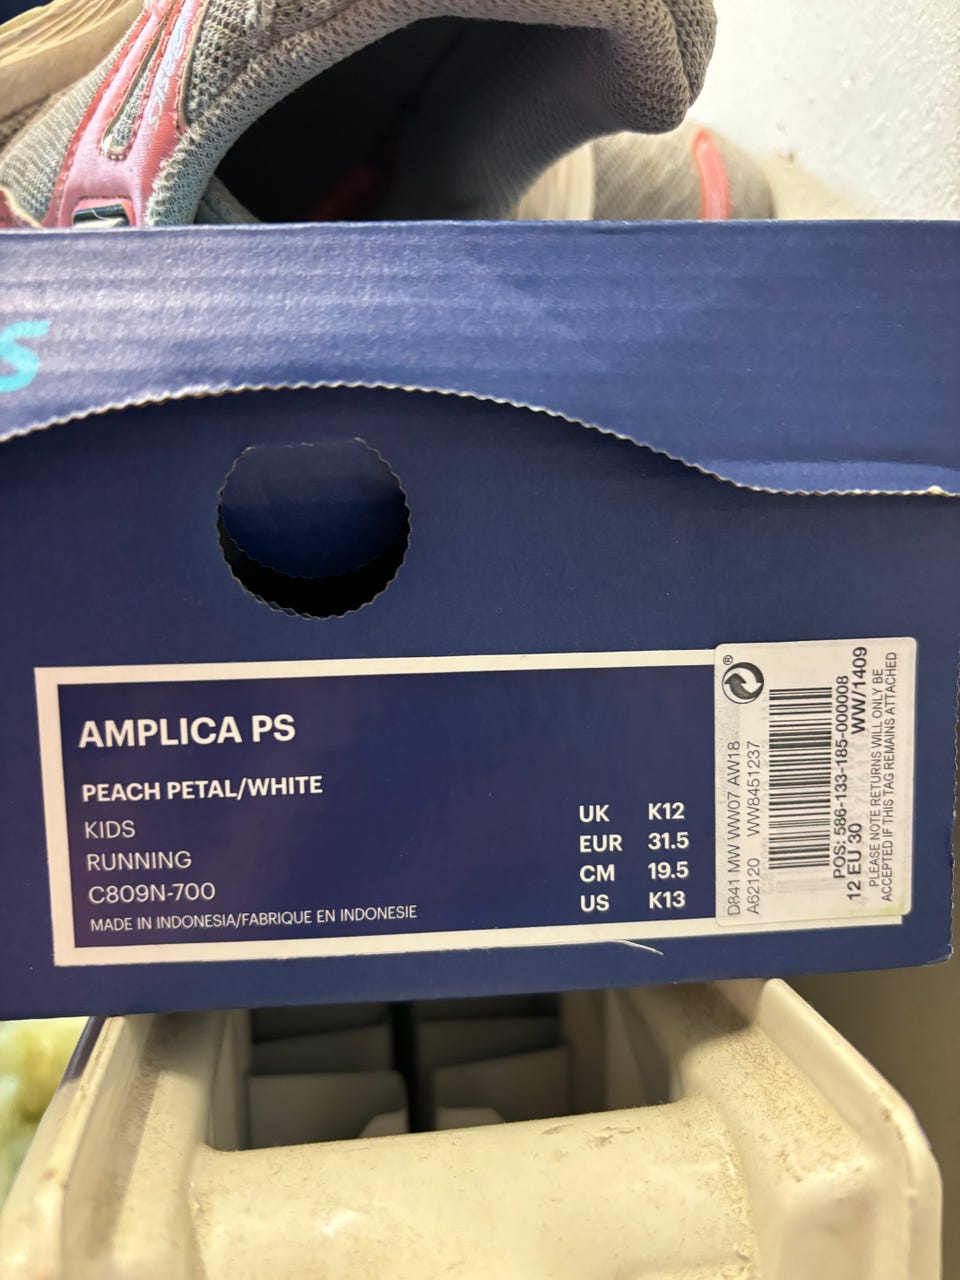 asics
S
AMPLICA PS
PEACH PETAL/WHITE
KIDS
RUNNING
C809N-700
MADE IN INDONESIA/FABRIQUE EN INDONESIE
UK K12
EUR 31.5
CM 19.5
US K13
®
D841 MW WW07 AW18
A62120 WW8451237
POS: 586-133-185-000008
12 EU 30 WW/1409
PLEASE NOTE RETURNS WILL ONLY BE
ACCEPTED IF THIS TAG REMAINS ATTACHED